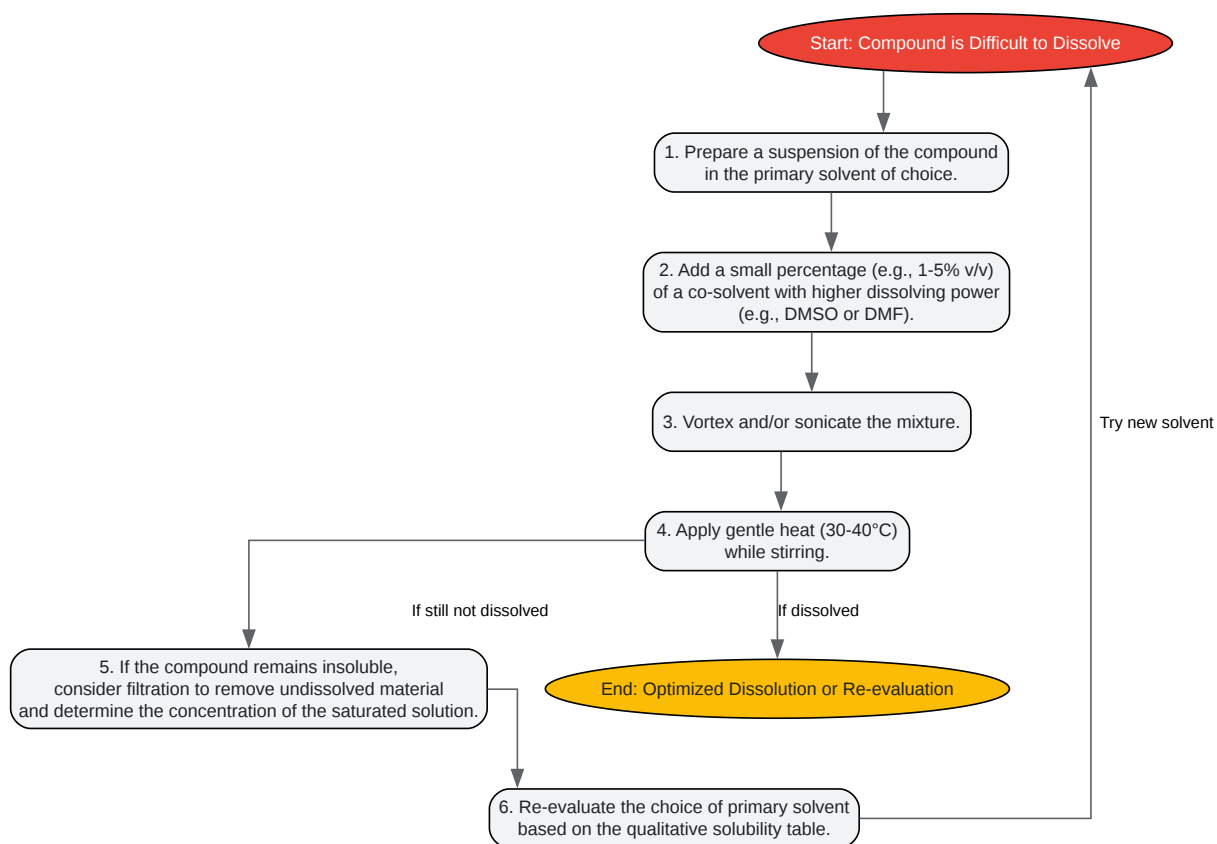 Start: Compound is Difficult to Dissolve
1. Prepare a suspension of the compound
in the primary solvent of choice.
2. Add a small percentage (e.g., 1-5% v/v)
of a co-solvent with higher dissolving power
(e.g., DMSO or DMF).
3. Vortex and/or sonicate the mixture.
Try new solvent
4. Apply gentle heat (30-40°C)
while stirring.
If still not dissolved
If dissolved
5. If the compound remains insoluble,
consider filtration to remove undissolved material
and determine the concentration of the saturated solution.
End: Optimized Dissolution or Re-evaluation
6. Re-evaluate the choice of primary solvent
based on the qualitative solubility table.